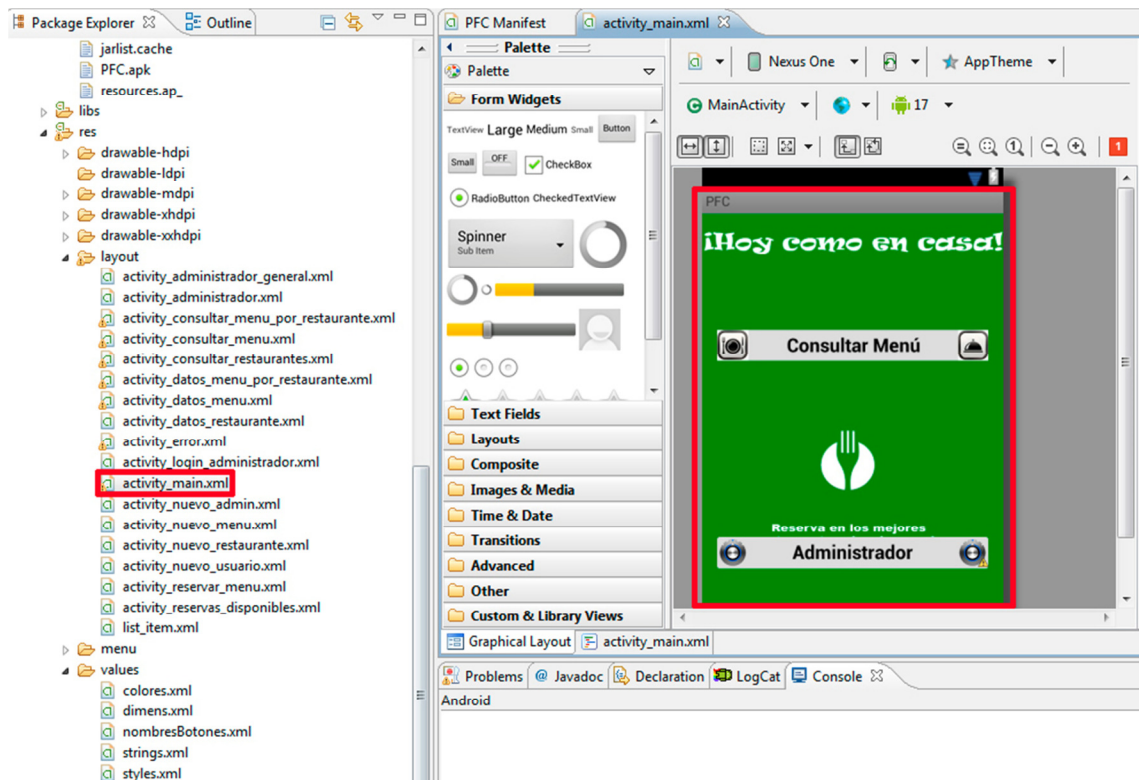 Package Explorer
Outline
jarlist.cache
PFC.apk
resources.ap_
libs
res
drawable-hdpi
drawable-ldpi
drawable-mdpi
drawable-xhdpi
drawable-xxhdpi
layout
activity_administrador_general.xml
activity_administrador.xml
activity_consultar_menu_por_restaurante.xml
activity_consultar_menu.xml
activity_consultar_restaurantes.xml
activity_datos_menu_por_restaurante.xml
activity_datos_menu.xml
activity_datos_restaurante.xml
activity_error.xml
activity_login_administrador.xml
activity_main.xml
activity_nuevo_admin.xml
activity_nuevo_menu.xml
activity_nuevo_restaurante.xml
activity_nuevo_usuario.xml
activity_reservar_menu.xml
activity_reservas_disponibles.xml
list_item.xml
menu
values
colores.xml
dimens.xml
nombresBotones.xml
strings.xml
styles.xml
PFC Manifest
activity_main.xml
Palette
Palette
Form Widgets
TextView Large Medium Small Button
Small OFF CheckBox
RadioButton CheckedTextView
Spinner
Sub Item
Text Fields
Layouts
Composite
Images & Media
Time & Date
Transitions
Advanced
Other
Custom & Library Views
Nexus One
AppTheme
MainActivity
17
1
1
PFC
¡Hoy como en casa!
Consultar Menú
Reserva en los mejores
Administrador
Graphical Layout
activity_main.xml
Problems
@ Javadoc
Declaration
LogCat
Console
Android